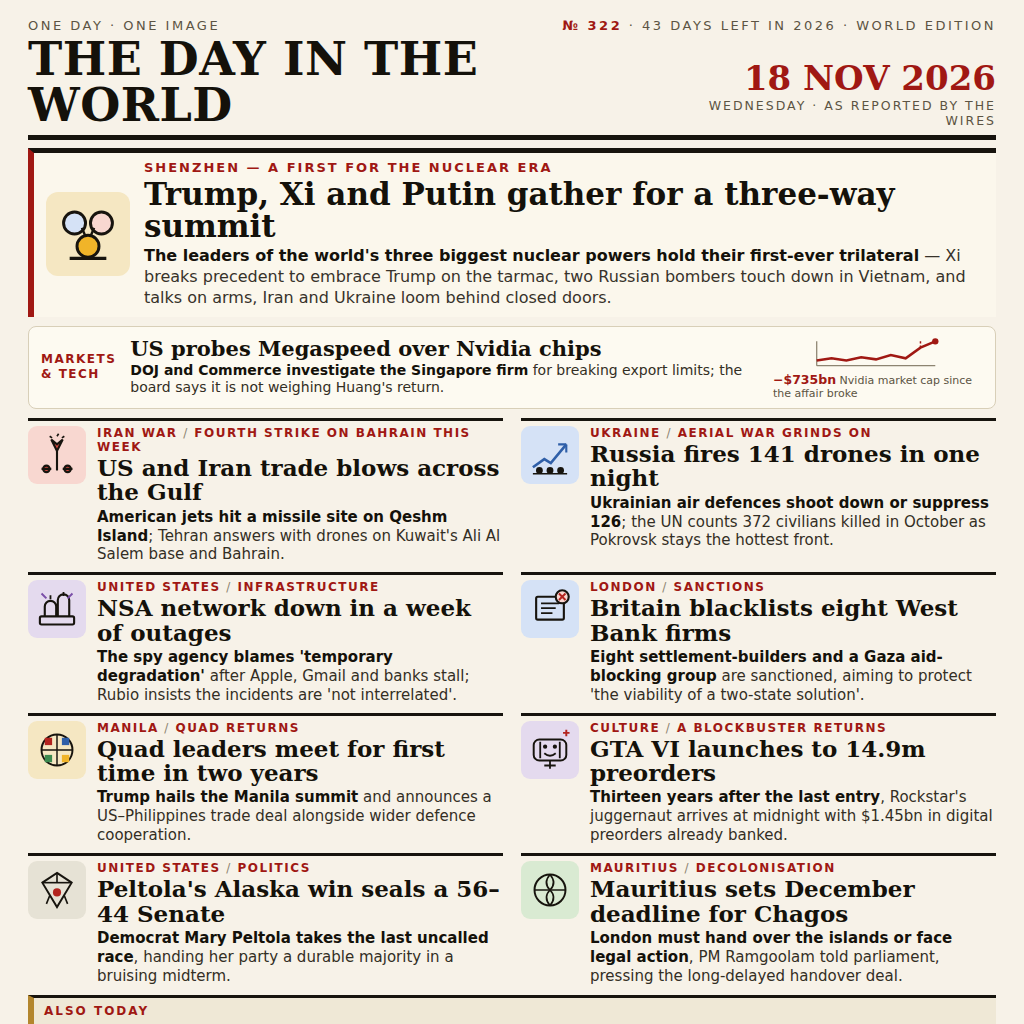 ONE DAY · ONE IMAGE
№ 322 · 43 DAYS LEFT IN 2026 · WORLD EDITION
THE DAY IN THE
WORLD
18 NOV 2026
WEDNESDAY · AS REPORTED BY THE
WIRES
SHENZHEN — A FIRST FOR THE NUCLEAR ERA
Trump, Xi and Putin gather for a three-way
summit
The leaders of the world's three biggest nuclear powers hold their first-ever trilateral — Xi
breaks precedent to embrace Trump on the tarmac, two Russian bombers touch down in Vietnam, and
talks on arms, Iran and Ukraine loom behind closed doors.
MARKETS
& TECH
US probes Megaspeed over Nvidia chips
DOJ and Commerce investigate the Singapore firm for breaking export limits; the
board says it is not weighing Huang's return.
−$735bn Nvidia market cap since
the affair broke
IRAN WAR / FOURTH STRIKE ON BAHRAIN THIS
WEEK
US and Iran trade blows across
the Gulf
American jets hit a missile site on Qeshm
Island; Tehran answers with drones on Kuwait's Ali Al
Salem base and Bahrain.
UKRAINE / AERIAL WAR GRINDS ON
Russia fires 141 drones in one
night
Ukrainian air defences shoot down or suppress
126; the UN counts 372 civilians killed in October as
Pokrovsk stays the hottest front.
UNITED STATES / INFRASTRUCTURE
NSA network down in a week
of outages
The spy agency blames 'temporary
degradation' after Apple, Gmail and banks stall;
Rubio insists the incidents are 'not interrelated'.
LONDON / SANCTIONS
Britain blacklists eight West
Bank firms
Eight settlement-builders and a Gaza aid-
blocking group are sanctioned, aiming to protect
'the viability of a two-state solution'.
MANILA / QUAD RETURNS
Quad leaders meet for first
time in two years
Trump hails the Manila summit and announces a
US–Philippines trade deal alongside wider defence
cooperation.
CULTURE / A BLOCKBUSTER RETURNS
GTA VI launches to 14.9m
preorders
Thirteen years after the last entry, Rockstar's
juggernaut arrives at midnight with $1.45bn in digital
preorders already banked.
UNITED STATES / POLITICS
Peltola's Alaska win seals a 56–
44 Senate
Democrat Mary Peltola takes the last uncalled
race, handing her party a durable majority in a
bruising midterm.
MAURITIUS / DECOLONISATION
Mauritius sets December
deadline for Chagos
London must hand over the islands or face
legal action, PM Ramgoolam told parliament,
pressing the long-delayed handover deal.
ALSO TODAY